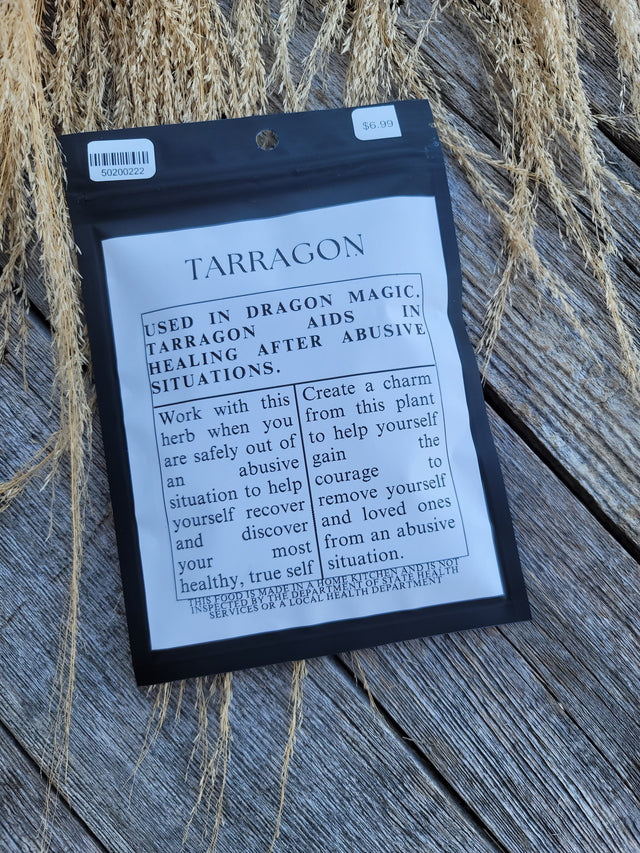 50200222
$6.99
TARRAGON
USED IN DRAGON MAGIC.
TARRAGON AIDS IN
HEALING AFTER ABUSIVE
SITUATIONS.
Work with this
herb when you
are safely out of
an abusive
situation to help
yourself recover
and discover
your most
healthy, true self
Create a charm
from this plant
to help yourself
gain the
courage to
remove yourself
and loved ones
from an abusive
situation.
THIS FOOD IS MADE IN A HOME KITCHEN AND IS NOT
INSPECTED BY THE DEPARTMENT OF STATE HEALTH
SERVICES OR A LOCAL HEALTH DEPARTMENT